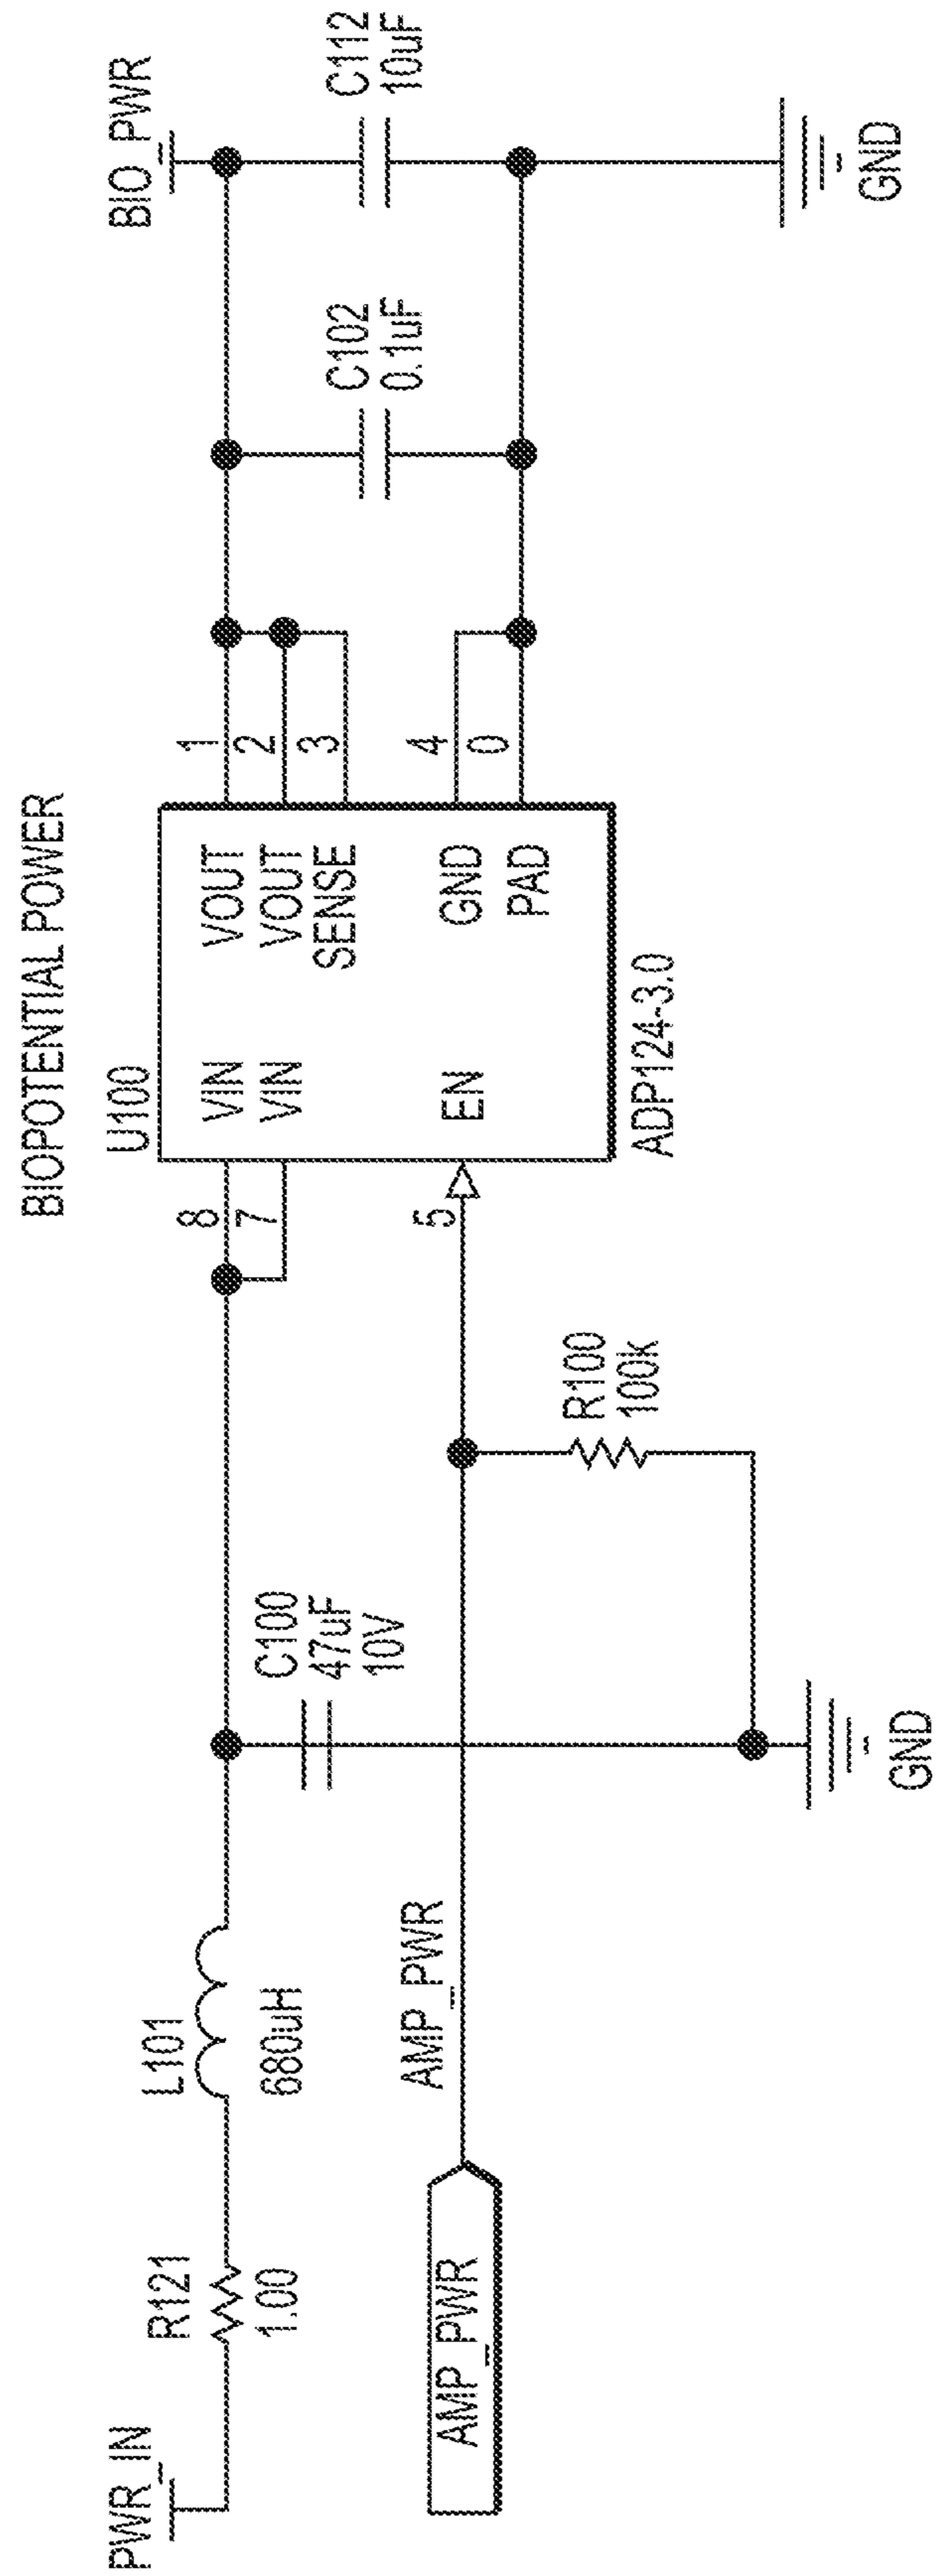 BIOPOTENTIAL POWER
PWR_IN
R121
1.00
L101
680uH
C100
47uF
10V
AMP_PWR
AMP_PWR
R100
100k
GND
U100
8
7
5
VIN
VIN
EN
VOUT
VOUT
SENSE
GND
PAD
1
2
3
4
0
ADP124-3.0
C102
0.1uF
BIO_PWR
C112
10uF
GND